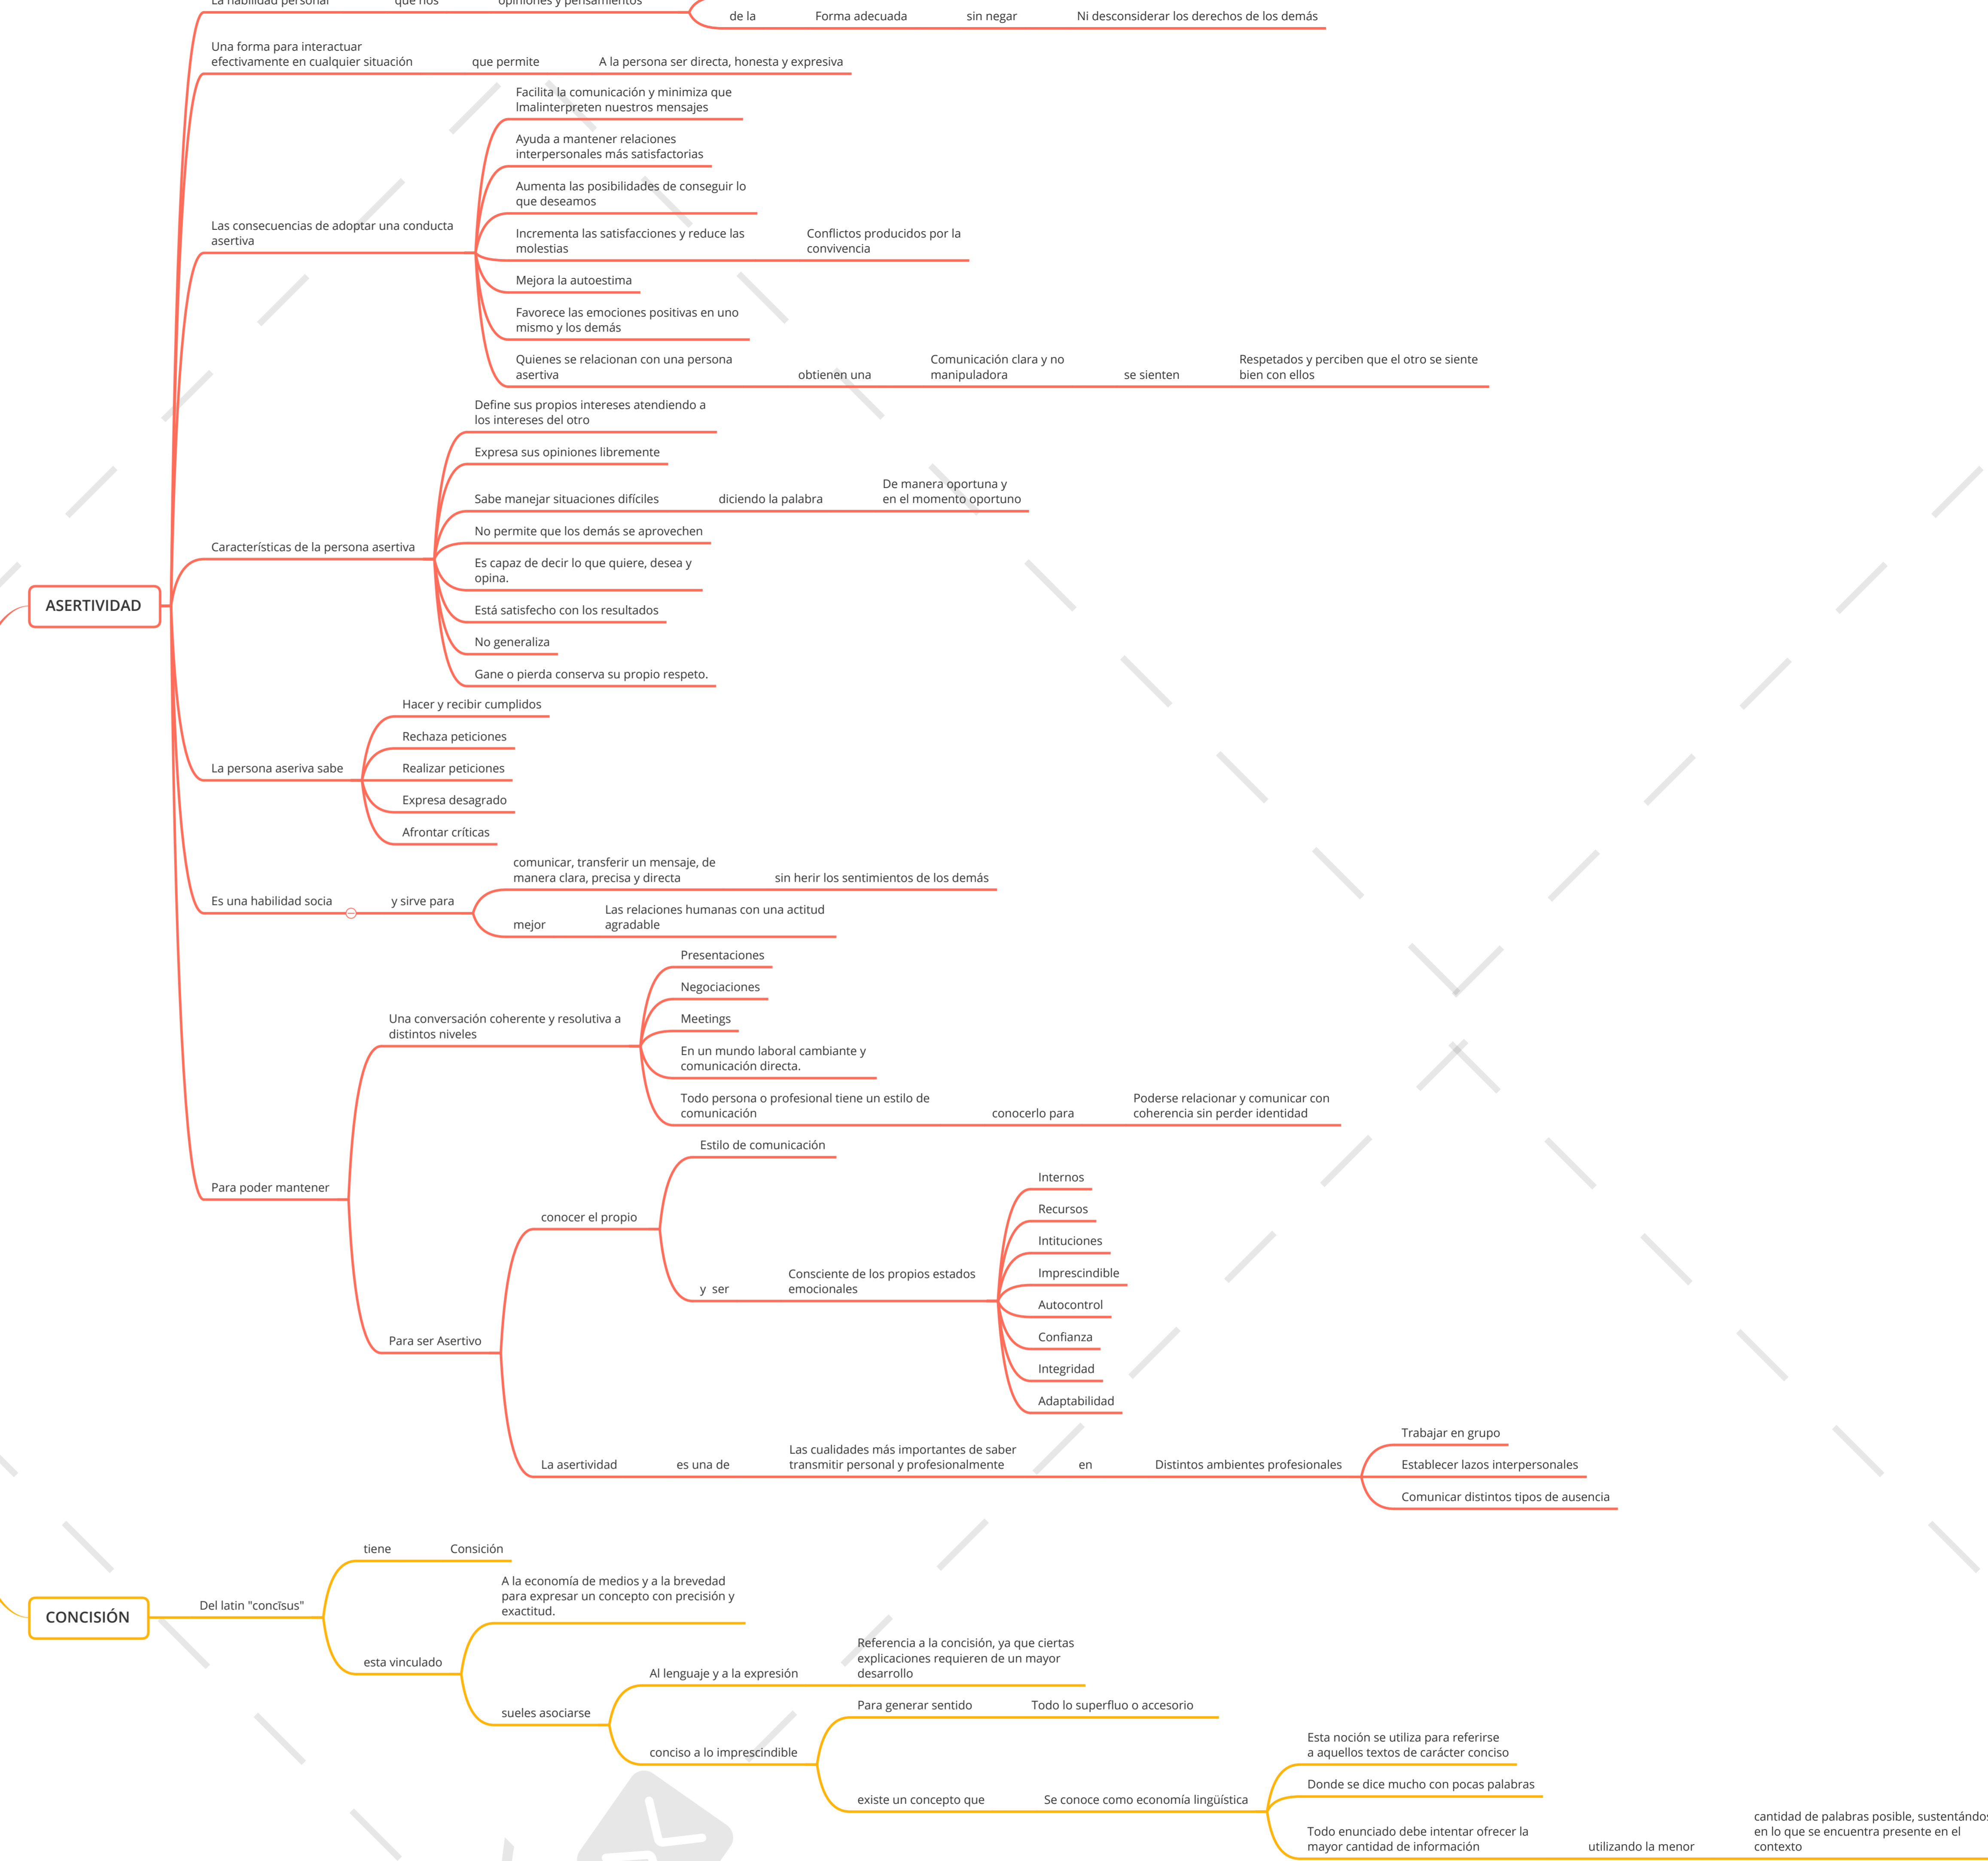 La habilidad personal
que nos
opiniones y pensamientos
de la
Forma adecuada
sin negar
Ni desconsiderar los derechos de los demás
Una forma para interactuar
efectivamente en cualquier situación
que permite
A la persona ser directa, honesta y expresiva
Las consecuencias de adoptar una conducta
asertiva
Facilita la comunicación y minimiza que
lmalinterpreten nuestros mensajes
Ayuda a mantener relaciones
interpersonales más satisfactorias
Aumenta las posibilidades de conseguir lo
que deseamos
Incrementa las satisfacciones y reduce las
molestias
Conflictos producidos por la
convivencia
Mejora la autoestima
Favorece las emociones positivas en uno
mismo y los demás
Quienes se relacionan con una persona
asertiva
obtienen una
Comunicación clara y no
manipuladora
se sienten
Respetados y perciben que el otro se siente
bien con ellos
Características de la persona asertiva
Define sus propios intereses atendiendo a
los intereses del otro
Expresa sus opiniones libremente
Sabe manejar situaciones difíciles
diciendo la palabra
De manera oportuna y
en el momento oportuno
No permite que los demás se aprovechen
Es capaz de decir lo que quiere, desea y
opina.
Está satisfecho con los resultados
No generaliza
Gane o pierda conserva su propio respeto.
ASERTIVIDAD
La persona aseriva sabe
Hacer y recibir cumplidos
Rechaza peticiones
Realizar peticiones
Expresa desagrado
Afrontar críticas
Es una habilidad socia
y sirve para
comunicar, transferir un mensaje, de
manera clara, precisa y directa
sin herir los sentimientos de los demás
mejor
Las relaciones humanas con una actitud
agradable
Para poder mantener
Una conversación coherente y resolutiva a
distintos niveles
Presentaciones
Negociaciones
Meetings
En un mundo laboral cambiante y
comunicación directa.
Todo persona o profesional tiene un estilo de
comunicación
conocerlo para
Poderse relacionar y comunicar con
coherencia sin perder identidad
Para ser Asertivo
conocer el propio
Estilo de comunicación
y  ser
Consciente de los propios estados
emocionales
Internos
Recursos
Intituciones
Imprescindible
Autocontrol
Confianza
Integridad
Adaptabilidad
La asertividad
es una de
Las cualidades más importantes de saber
transmitir personal y profesionalmente
en
Distintos ambientes profesionales
Trabajar en grupo
Establecer lazos interpersonales
Comunicar distintos tipos de ausencia
CONCISIÓN
Del latin "concīsus"
tiene
Consición
esta vinculado
A la economía de medios y a la brevedad
para expresar un concepto con precisión y
exactitud.
sueles asociarse
Al lenguaje y a la expresión
Referencia a la concisión, ya que ciertas
explicaciones requieren de un mayor
desarrollo
conciso a lo imprescindible
Para generar sentido
Todo lo superfluo o accesorio
existe un concepto que
Se conoce como economía lingüística
Esta noción se utiliza para referirse
a aquellos textos de carácter conciso
Donde se dice mucho con pocas palabras
Todo enunciado debe intentar ofrecer la
mayor cantidad de información
utilizando la menor
cantidad de palabras posible, sustentándos
en lo que se encuentra presente en el
contexto